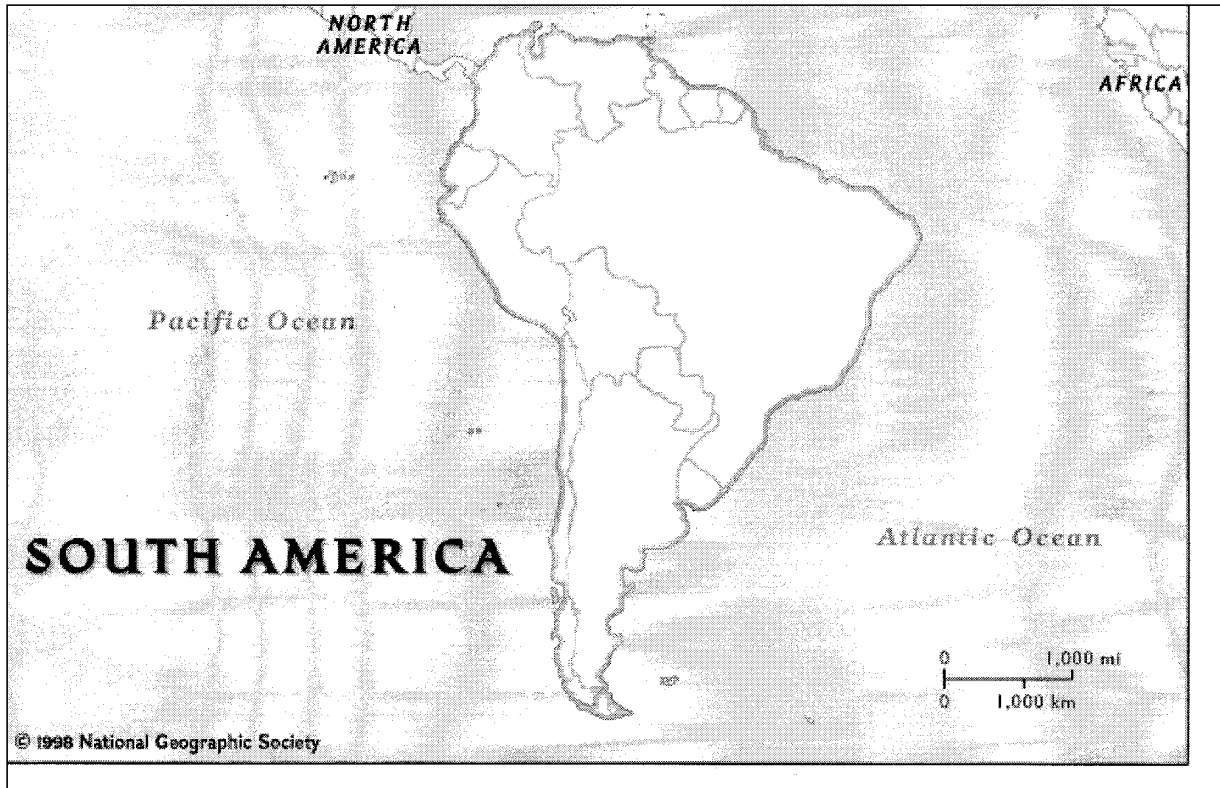 NORTH
AMERICA
AFRICA
Pacific Ocean
SOUTH AMERICA
Atlantic Ocean
0 1,000 mi
0 1,000 km
© 1998 National Geographic Society